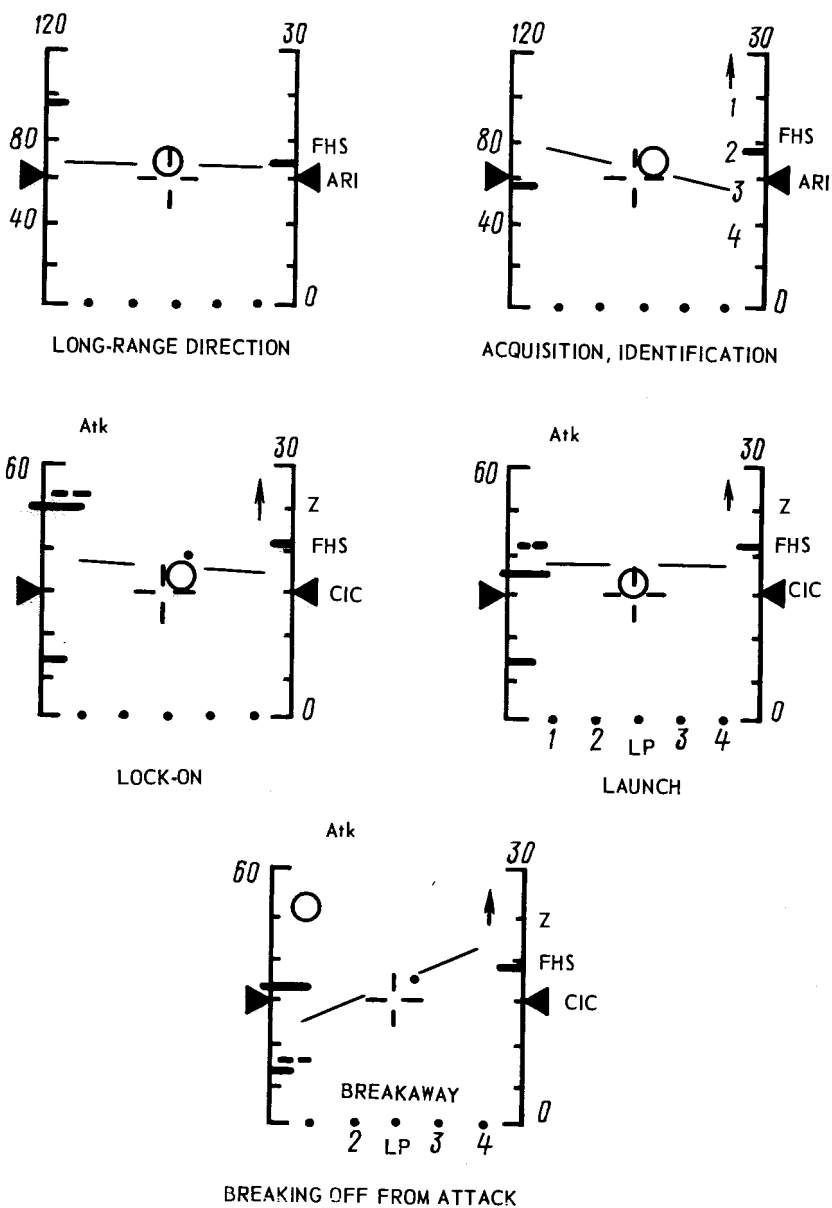 120 30
80 FHS
ARI
40
0
LONG-RANGE DIRECTION
120 30
1
80 2 FHS
3 ARI
40 4
0
ACQUISITION, IDENTIFICATION
Atk
60 30
Z
FHS
CIC
0
LOCK-ON
Atk
60 30
Z
FHS
CIC
0
1 2 LP 3 4
LAUNCH
Atk
60 30
Z
FHS
CIC
BREAKAWAY
0
2 LP 3 4
BREAKING OFF FROM ATTACK